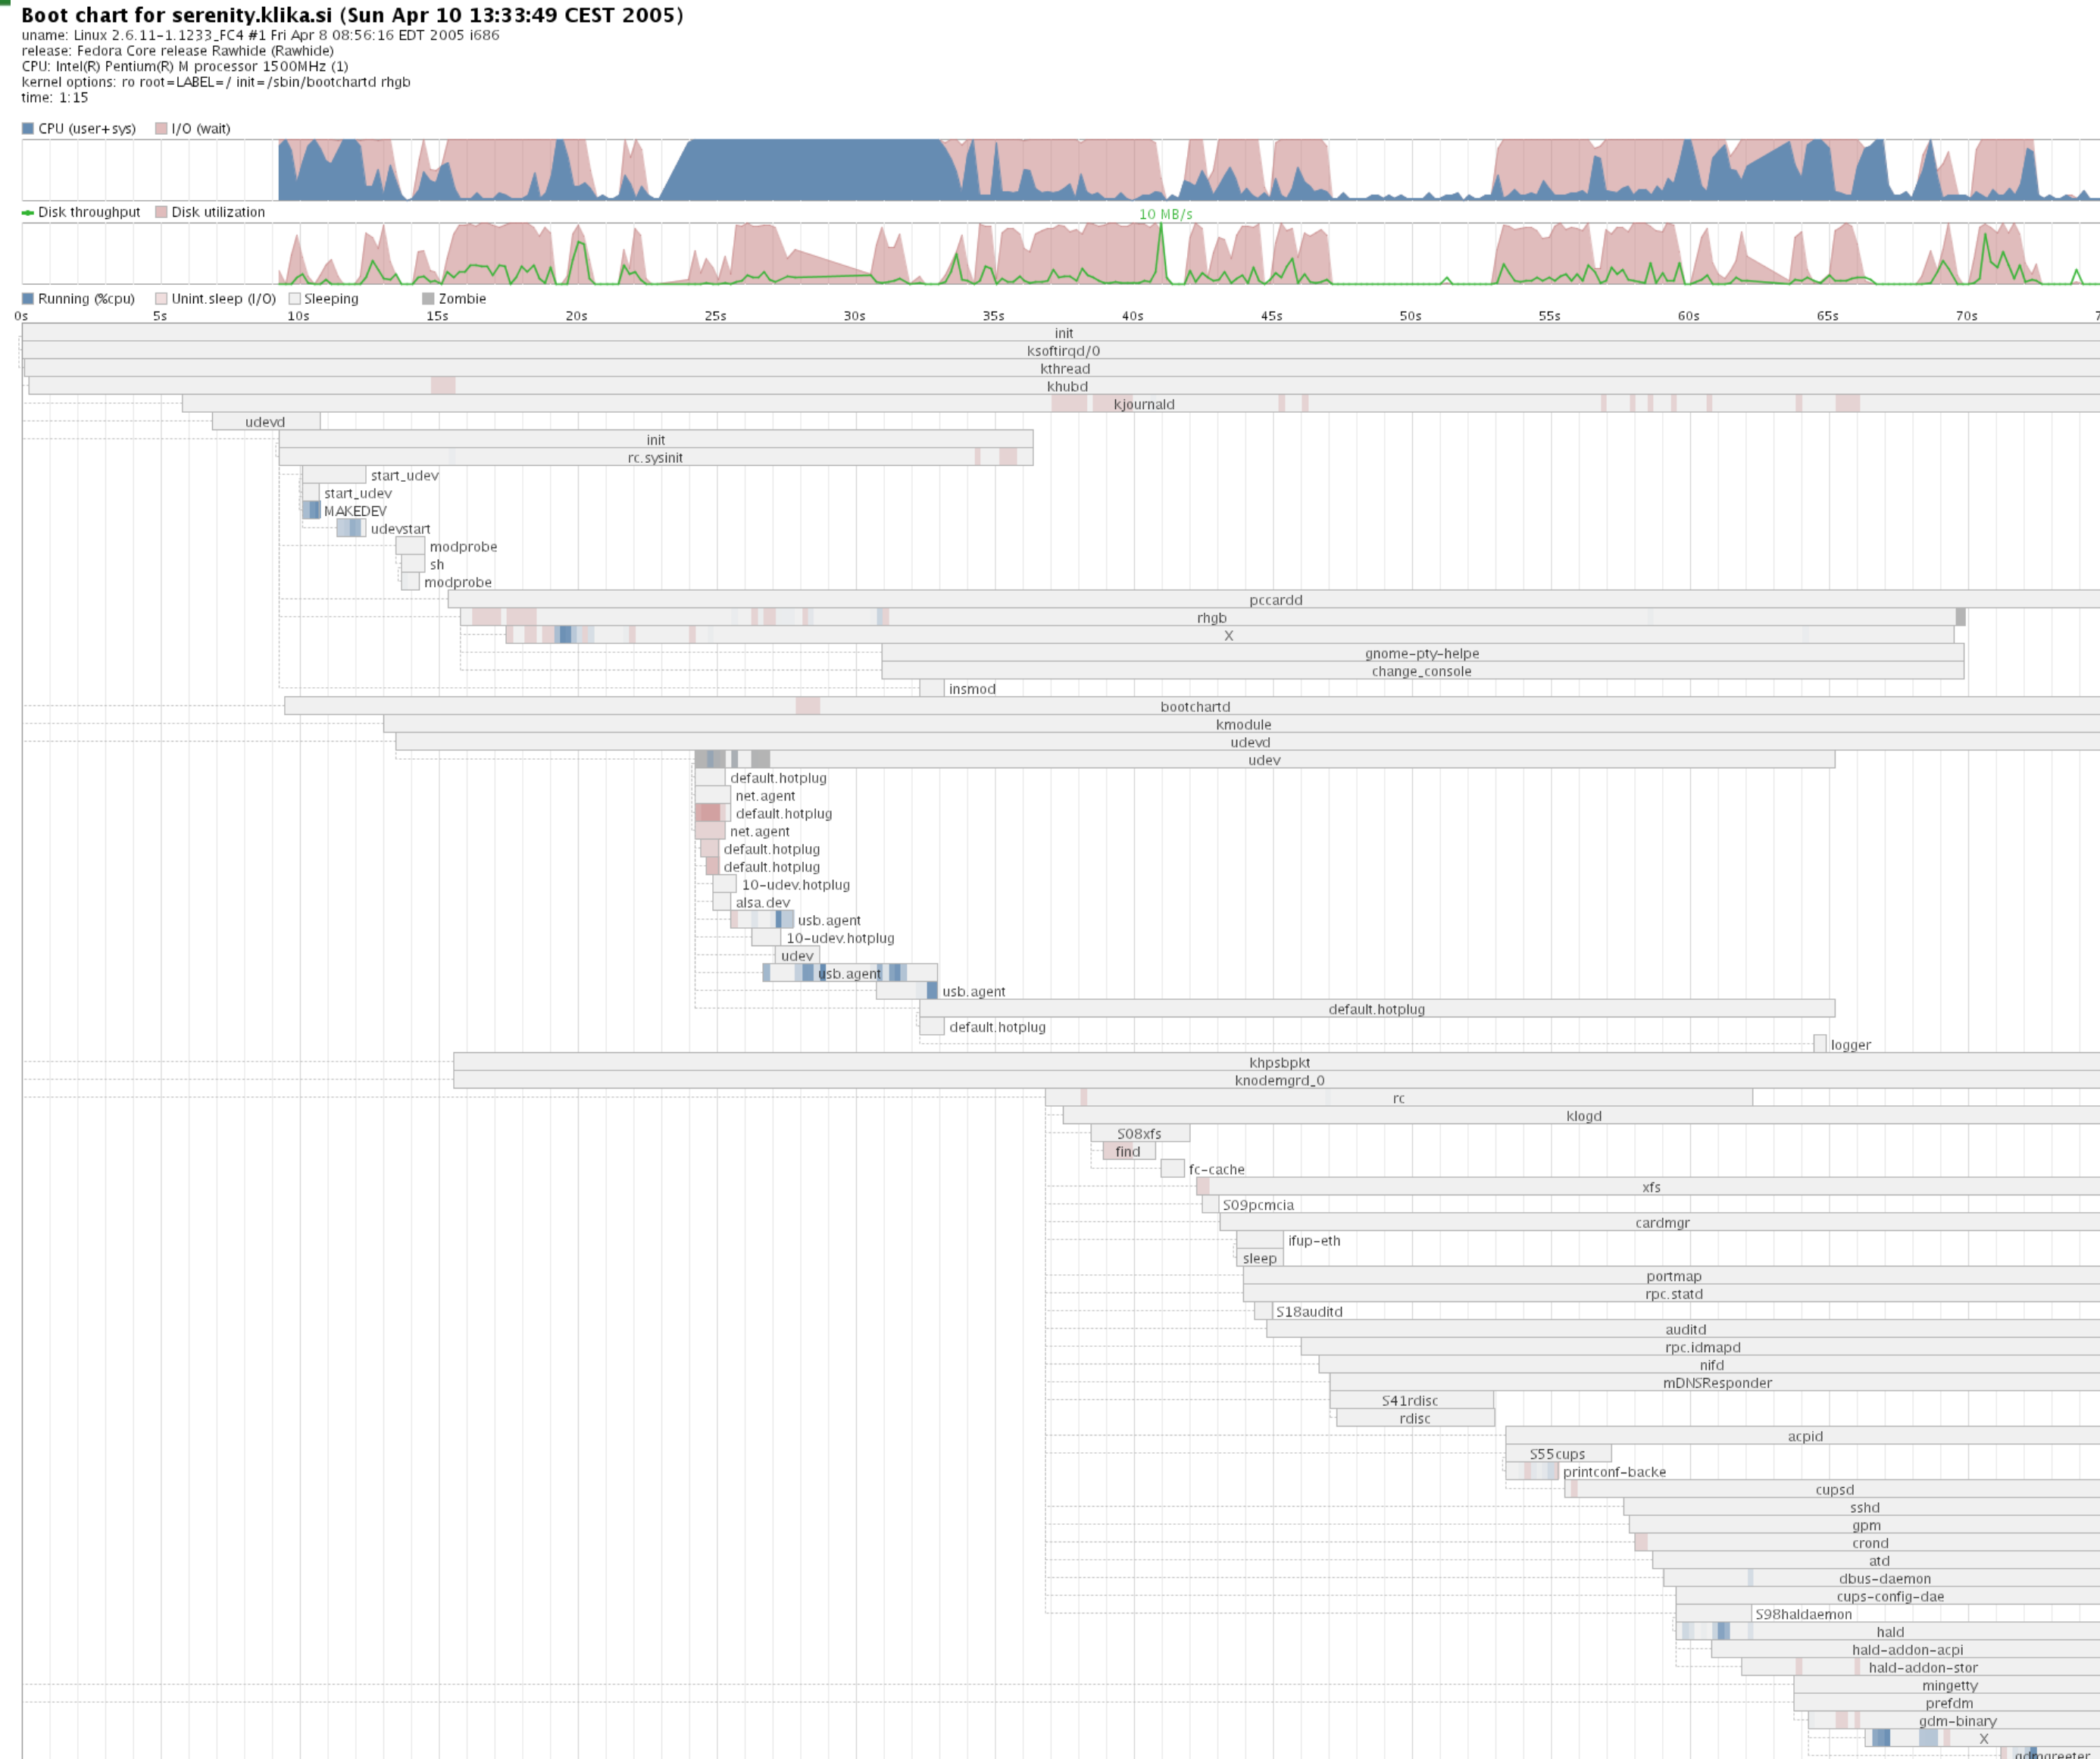 Boot chart for serenity.klika.si (Sun Apr 10 13:33:49 CEST 2005)
uname: Linux 2.6.11-1.1233_FC4 #1 Fri Apr 8 08:56:16 EDT 2005 i686
release: Fedora Core release Rawhide (Rawhide)
CPU: Intel(R) Pentium(R) M processor 1500MHz (1)
kernel options: ro root=LABEL=/ init=/sbin/bootchartd rhgb
time: 1:15
CPU (user+sys) I/O (wait)
Disk throughput Disk utilization 10 MB/s
Running (%cpu) Unint.sleep (I/O) Sleeping Zombie
0s 5s 10s 15s 20s 25s 30s 35s 40s 45s 50s 55s 60s 65s 70s
init
ksoftirqd/0
kthread
khubd
kjournald
udevd
init
rc.sysinit
start_udev
start_udev
MAKEDEV
udevstart
modprobe
sh
modprobe
pccardd
rhgb
X
gnome-pty-helpe
change_console
insmod
bootchartd
kmodule
udevd
udev
default.hotplug
net.agent
default.hotplug
net.agent
default.hotplug
default.hotplug
10-udev.hotplug
alsa.dev
usb.agent
10-udev.hotplug
udev
usb.agent
usb.agent
default.hotplug
default.hotplug
logger
khpsbpkt
knodemgrd_0
rc
klogd
S08xfs
find
fc-cache
xfs
S09pcmcia
cardmgr
ifup-eth
sleep
portmap
rpc.statd
S18auditd
auditd
rpc.idmapd
nifd
mDNSResponder
S41rdisc
rdisc
acpid
S55cups
printconf-backe
cupsd
sshd
gpm
crond
atd
dbus-daemon
cups-config-dae
S98haldaemon
hald
hald-addon-acpi
hald-addon-stor
mingetty
prefdm
gdm-binary
X
gdmgreeter